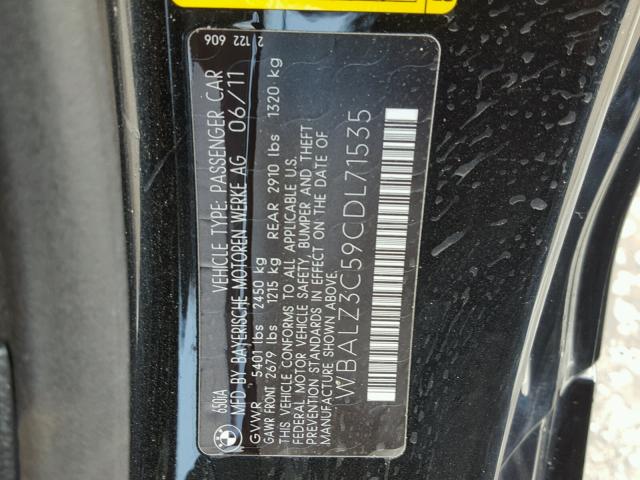 650IA VEHICLE TYPE: PASSENGER CAR 2 122 606
MFD BY BAYERISCHE MOTOREN WERKE AG 06/11
GVWR 5401 lbs 2450 kg
GAWR FRONT 2679 lbs 1215 kg REAR 2910 lbs 1320 kg
THIS VEHICLE CONFORMS TO ALL APPLICABLE U.S.
FEDERAL MOTOR VEHICLE SAFETY, BUMPER AND THEFT
PREVENTION STANDARDS IN EFFECT ON THE DATE OF
MANUFACTURE SHOWN ABOVE.
WBALZ3C59CDL71535
BMW